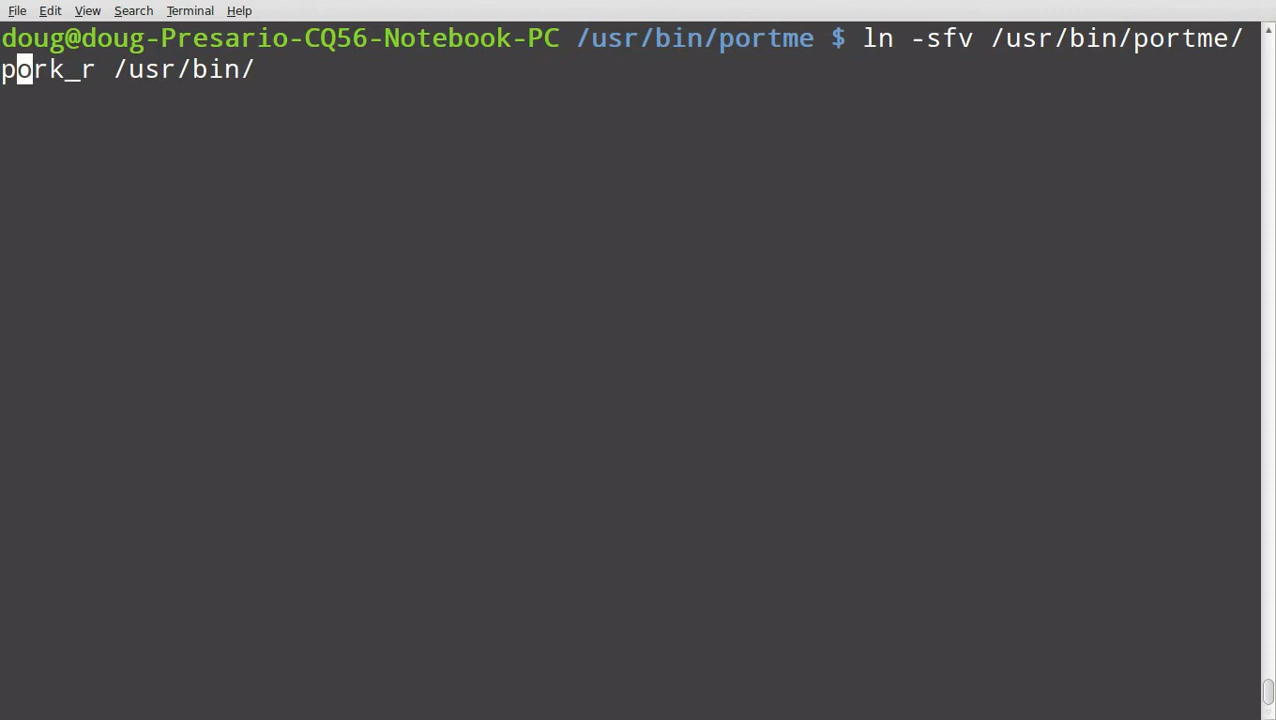 File Edit View Search Terminal Help
doug@doug-Presario-CQ56-Notebook-PC /usr/bin/portme $ ln -sfv /usr/bin/portme/
pork_r /usr/bin/